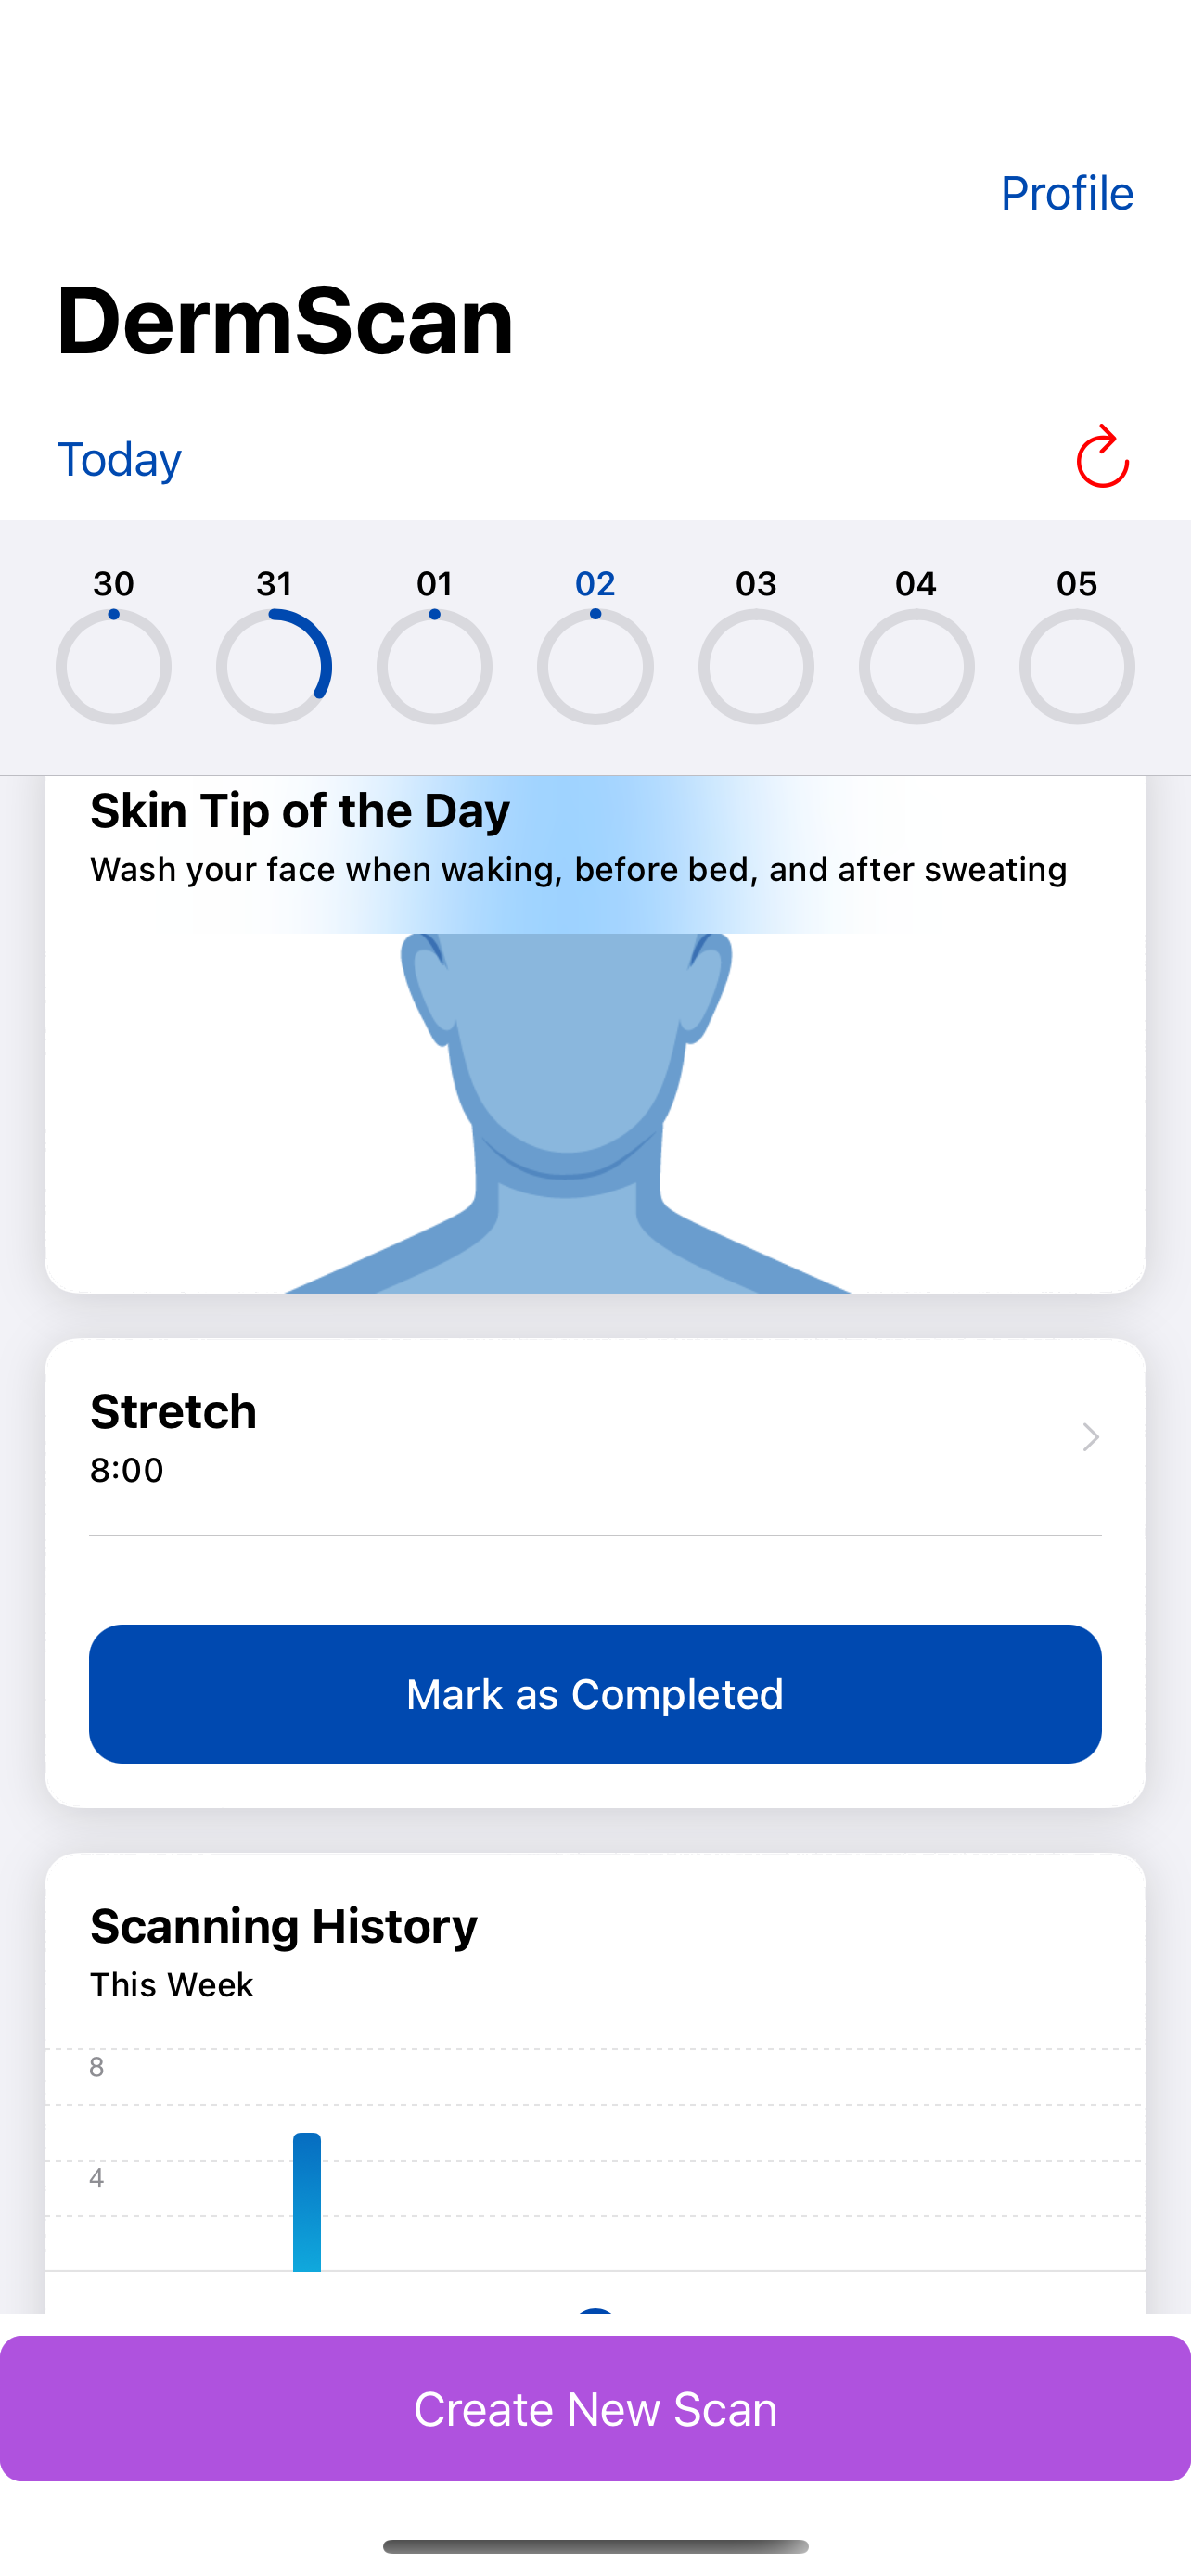 Profile
DermScan
Today
30 31 01 02 03 04 05
Skin Tip of the Day
Wash your face when waking, before bed, and after sweating
Stretch
8:00
Mark as Completed
Scanning History
This Week
8
4
Create New Scan